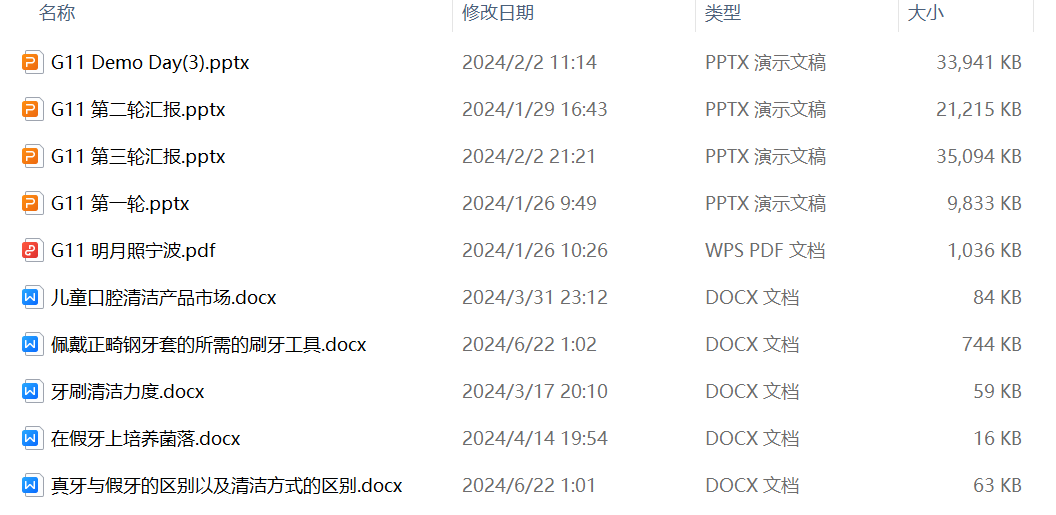 名称 修改日期 类型 大小
G11 Demo Day(3).pptx 2024/2/2 11:14 PPTX 演示文稿 33,941 KB
G11 第二轮汇报.pptx 2024/1/29 16:43 PPTX 演示文稿 21,215 KB
G11 第三轮汇报.pptx 2024/2/2 21:21 PPTX 演示文稿 35,094 KB
G11 第一轮.pptx 2024/1/26 9:49 PPTX 演示文稿 9,833 KB
G11 明月照宁波.pdf 2024/1/26 10:26 WPS PDF 文档 1,036 KB
儿童口腔清洁产品市场.docx 2024/3/31 23:12 DOCX 文档 84 KB
佩戴正畸钢牙套的所需的刷牙工具.docx 2024/6/22 1:02 DOCX 文档 744 KB
牙刷清洁力度.docx 2024/3/17 20:10 DOCX 文档 59 KB
在假牙上培养菌落.docx 2024/4/14 19:54 DOCX 文档 16 KB
真牙与假牙的区别以及清洁方式的区别.docx 2024/6/22 1:01 DOCX 文档 63 KB